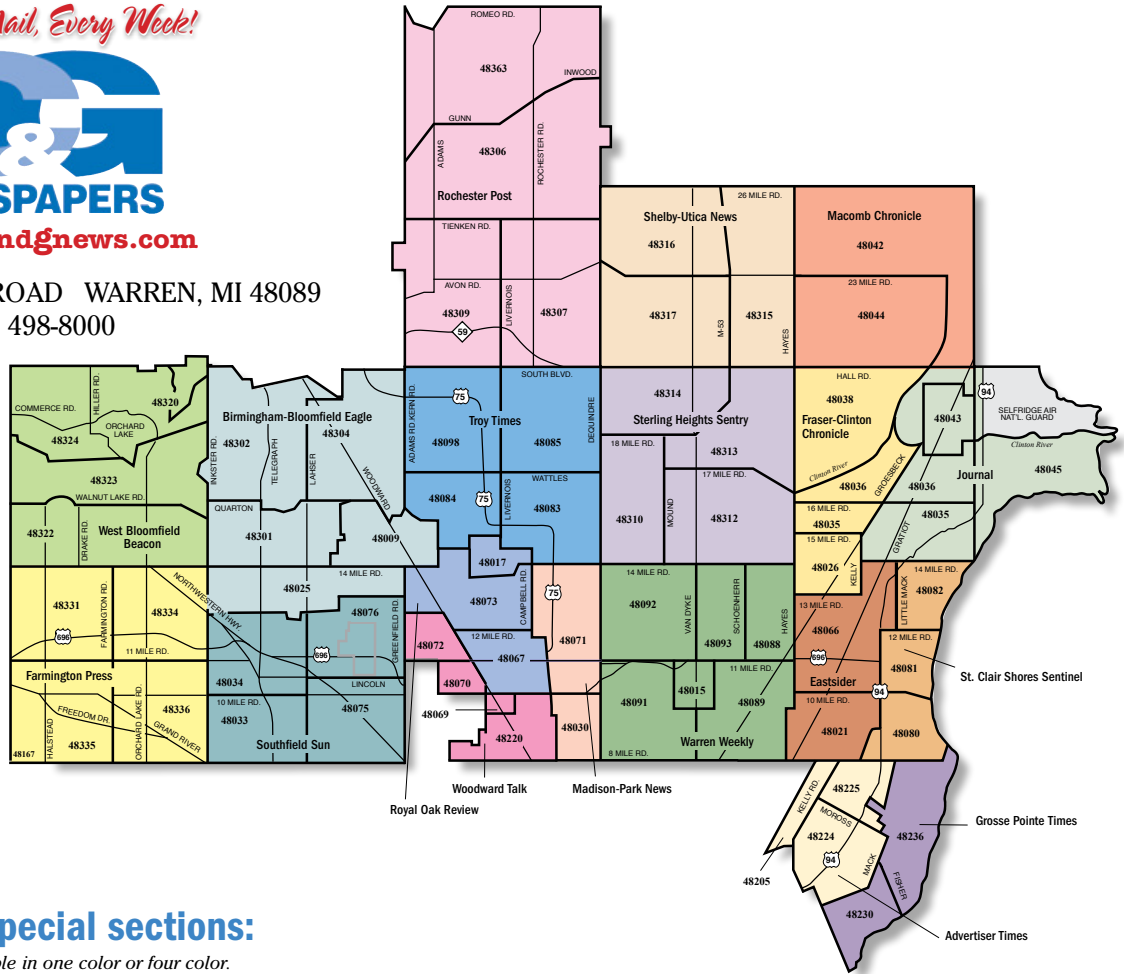 Mail, Every Week!
C&G
SPAPERS
ndgnews.com
ROAD WARREN, MI 48089
498-8000
ROMEO RD.
48363
INWOOD
GUNN
ADAMS
48306
ROCHESTER RD.
Rochester Post
TIENKEN RD.
AVON RD.
48309
LIVERNOIS
48307
59
26 MILE RD.
Shelby-Utica News
48316
48317
M-53
48315
HAYES
Macomb Chronicle
48042
23 MILE RD.
48044
COMMERCE RD.
HILLER RD.
48320
ORCHARD
LAKE
48324
48323
WALNUT LAKE RD.
48322
DRAKE RD.
West Bloomfield
Beacon
Birmingham-Bloomfield Eagle
48302
48304
INKSTER RD.
TELEGRAPH
LAHSER
WOODWARD
QUARTON
48301
48009
14 MILE RD.
48025
SOUTH BLVD.
75
ADAMS RD.
KERN RD.
Troy Times
48098
48085
DEQUINDRE
WATTLES
48084
75
LIVERNOIS
48083
48314
Sterling Heights Sentry
18 MILE RD.
48313
17 MILE RD.
48310
MOUND
48312
HALL RD.
48038
Fraser-Clinton
Chronicle
Clinton River
48036
GROESBECK
16 MILE RD.
48035
15 MILE RD.
48026
KELLY
94
48043
SELFRIDGE AIR
NAT'L. GUARD
Clinton River
48045
Journal
48036
48035
GRATIOT
48331
FARMINGTON RD.
48334
NORTHWESTERN HWY.
696
11 MILE RD.
Farmington Press
48336
FREEDOM DR.
ORCHARD LAKE RD.
GRAND RIVER
48167
HALSTEAD
48335
48076
GREENFIELD RD.
696
48034
LINCOLN
10 MILE RD.
48033
48075
Southfield Sun
48017
48073
CAMPBELL RD.
12 MILE RD.
48067
75
48071
48072
48070
48069
48220
48030
Royal Oak Review
Woodward Talk
Madison-Park News
14 MILE RD.
48092
VAN DYKE
SCHOENHERR
HAYES
48093
48088
11 MILE RD.
48091
48015
48089
8 MILE RD.
Warren Weekly
13 MILE RD.
48066
696
Eastsider
10 MILE RD.
48021
14 MILE RD.
LITTLE MACK
48082
12 MILE RD.
48081
94
48080
St. Clair Shores Sentinel
KELLY RD.
48225
MOROSS
48224
94
MACK
48205
48236
FISHER
48230
Grosse Pointe Times
Advertiser Times
pecial sections:
ble in one color or four color.